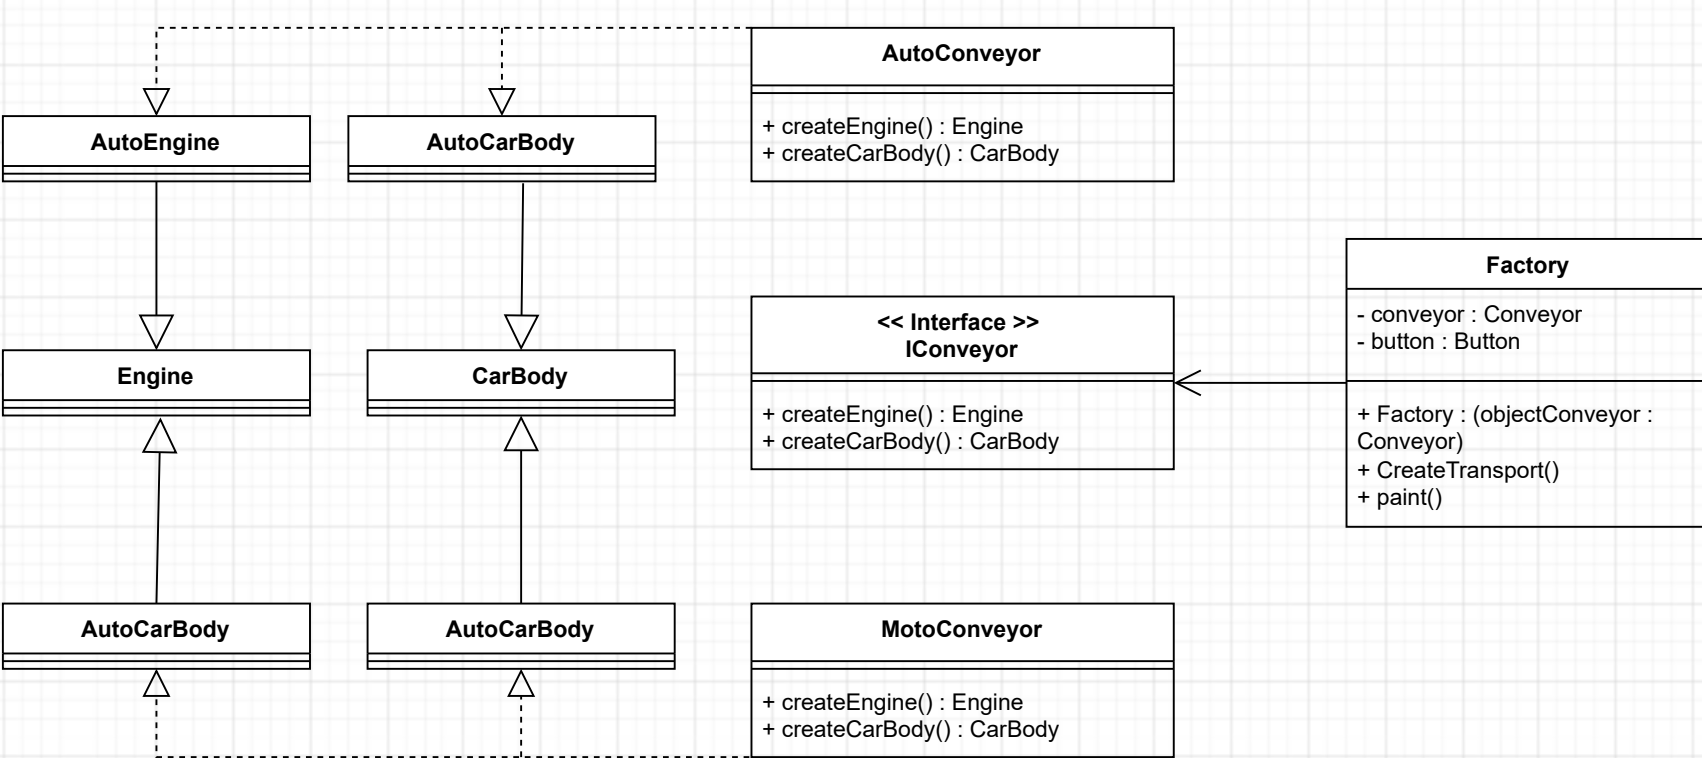 AutoConveyor
+ createEngine() : Engine
+ createCarBody() : CarBody
AutoEngine
AutoCarBody
Factory
- conveyor : Conveyor
- button : Button
+ Factory : (objectConveyor :
Conveyor)
+ CreateTransport()
+ paint()
<< Interface >>
IConveyor
+ createEngine() : Engine
+ createCarBody() : CarBody
Engine
CarBody
AutoCarBody
AutoCarBody
MotoConveyor
+ createEngine() : Engine
+ createCarBody() : CarBody